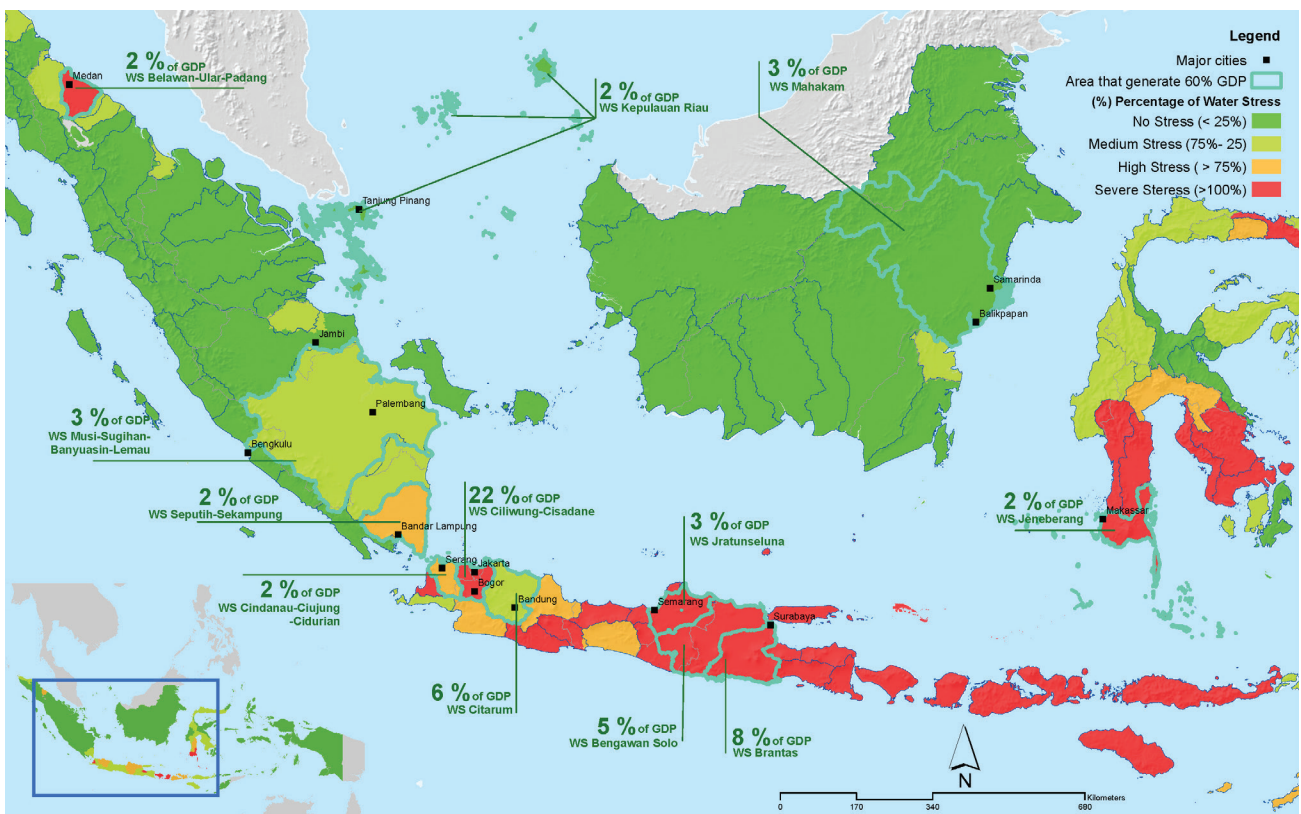 2 % of GDP
WS Belawan-Ular-Padang
Medan
2 % of GDP
WS Kepulauan Riau
3 % of GDP
WS Mahakam
Legend
Major cities
Area that generate 60% GDP
(%) Percentage of Water Stress
No Stress (< 25%)
Medium Stress (75%- 25)
High Stress ( > 75%)
Severe Steress (>100%)
Tanjung Pinang
Samarinda
Balikpapan
Jambi
Palembang
3 % of GDP
WS Musi-Sugihan-
Banyuasin-Lemau
Bengkulu
2 % of GDP
WS Seputih-Sekampung
Bandar Lampung
22 % of GDP
WS Ciliwung-Cisadane
3 % of GDP
WS Jratunseluna
2 % of GDP
WS Jeneberang
Makassar
2 % of GDP
WS Cindanau-Ciujung
-Cidurian
Serang
Jakarta
Bogor
Bandung
Semarang
Surabaya
6 % of GDP
WS Citarum
5 % of GDP
WS Bengawan Solo
8 % of GDP
WS Brantas
N
0 170 340 680 Kilometers